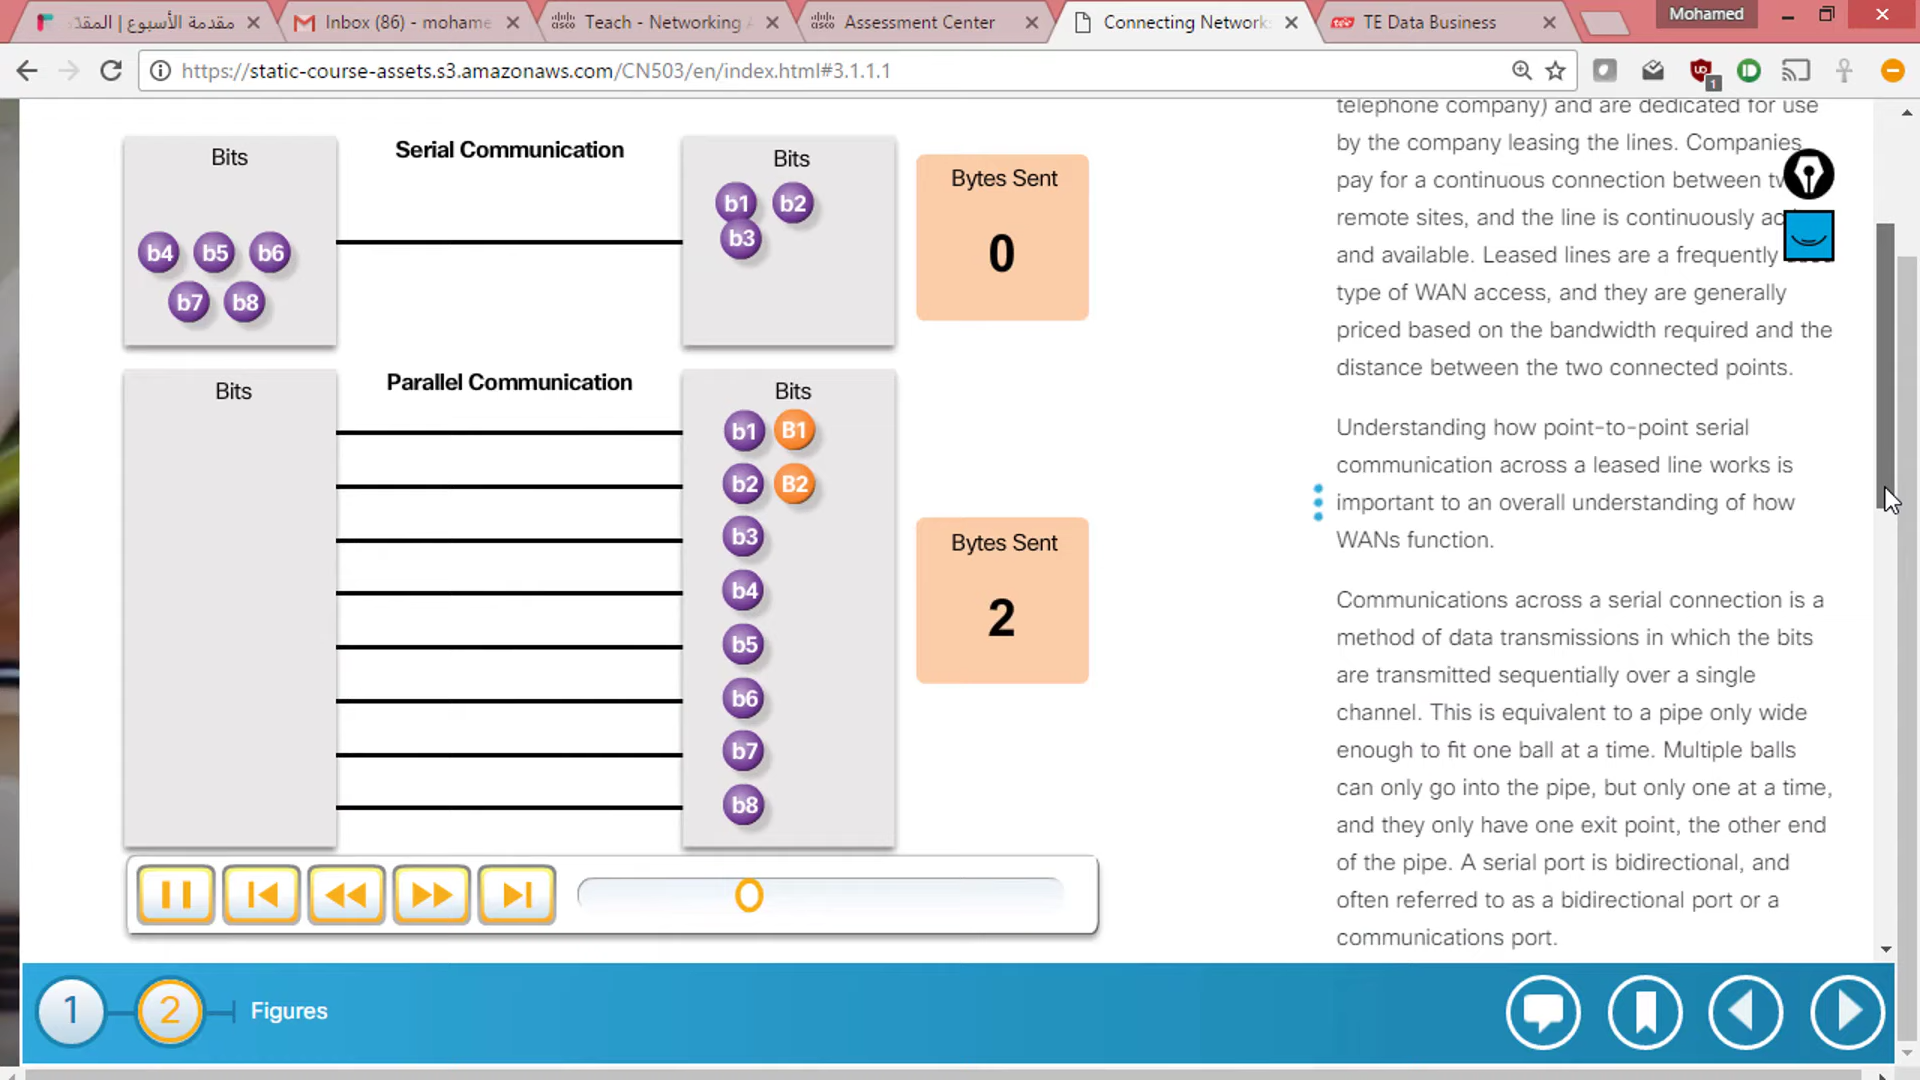 مقدمة الأسبوع | المقدّ
Inbox (86) - mohame
Teach - Networking A
Assessment Center
Connecting Network
TE Data Business
Mohamed
https://static-course-assets.s3.amazonaws.com/CN503/en/index.html#3.1.1.1
1
Bits
Serial Communication
Bits
b1 b2
b3
b4 b5 b6
b7 b8
Bytes Sent
0
Bits
Parallel Communication
Bits
b1 B1
b2 B2
b3
b4
b5
b6
b7
b8
Bytes Sent
2
telephone company) and are dedicated for use
by the company leasing the lines. Companies
pay for a continuous connection between
remote sites, and the line is continuously
and available. Leased lines are a frequently
type of WAN access, and they are generally
priced based on the bandwidth required and the
distance between the two connected points.
Understanding how point-to-point serial
communication across a leased line works is
important to an overall understanding of how
WANs function.
Communications across a serial connection is a
method of data transmissions in which the bits
are transmitted sequentially over a single
channel. This is equivalent to a pipe only wide
enough to fit one ball at a time. Multiple balls
can only go into the pipe, but only one at a time,
and they only have one exit point, the other end
of the pipe. A serial port is bidirectional, and
often referred to as a bidirectional port or a
communications port.
1 2 Figures